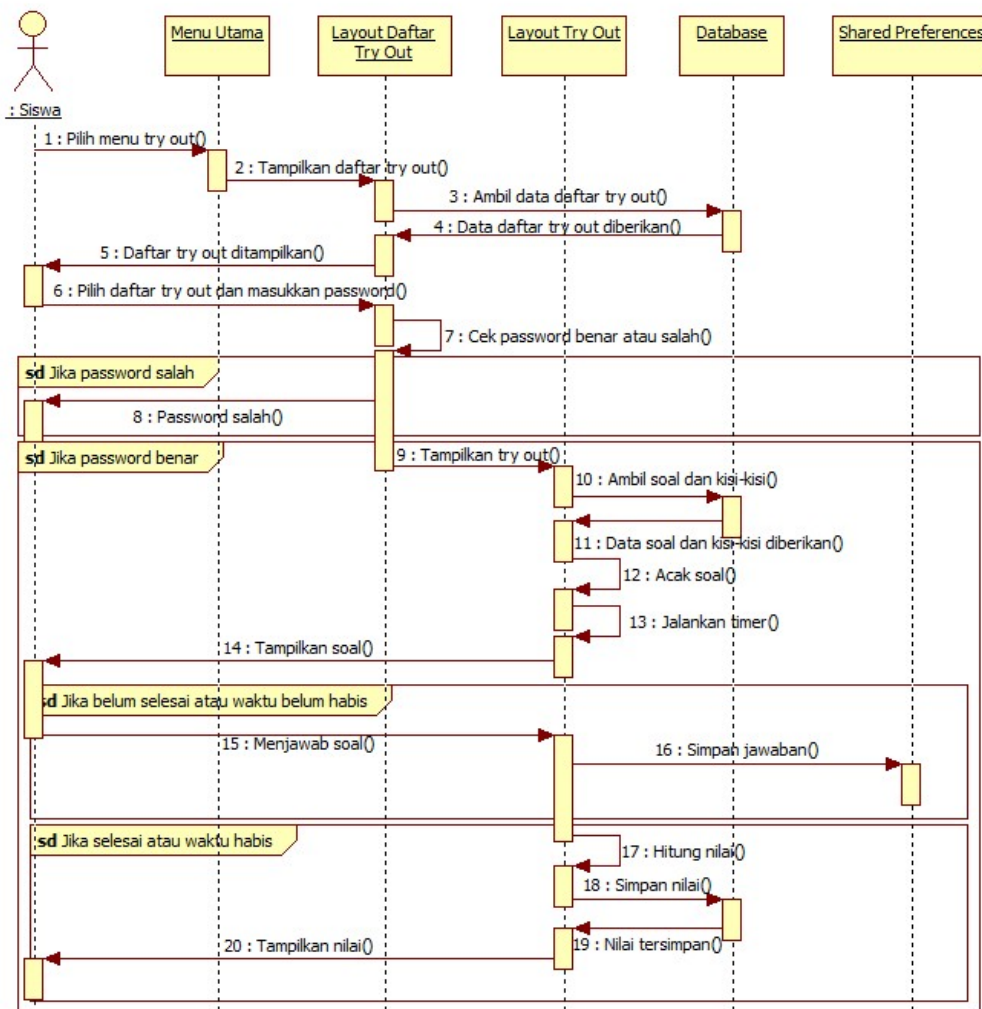 Menu Utama
Layout Daftar
Try Out
Layout Try Out
Database
Shared Preferences
: Siswa
1 : Pilih menu try out()
2 : Tampilkan daftar try out()
3 : Ambil data daftar try out()
4 : Data daftar try out diberikan()
5 : Daftar try out ditampilkan()
6 : Pilih daftar try out dan masukkan password()
7 : Cek password benar atau salah()
sd Jika password salah
8 : Password salah()
sd Jika password benar
9 : Tampilkan try out()
10 : Ambil soal dan kisi-kisi()
11 : Data soal dan kisi-kisi diberikan()
12 : Acak soal()
13 : Jalankan timer()
14 : Tampilkan soal()
sd Jika belum selesai atau waktu belum habis
15 : Menjawab soal()
16 : Simpan jawaban()
sd Jika selesai atau waktu habis
17 : Hitung nilai()
18 : Simpan nilai()
19 : Nilai tersimpan()
20 : Tampilkan nilai()